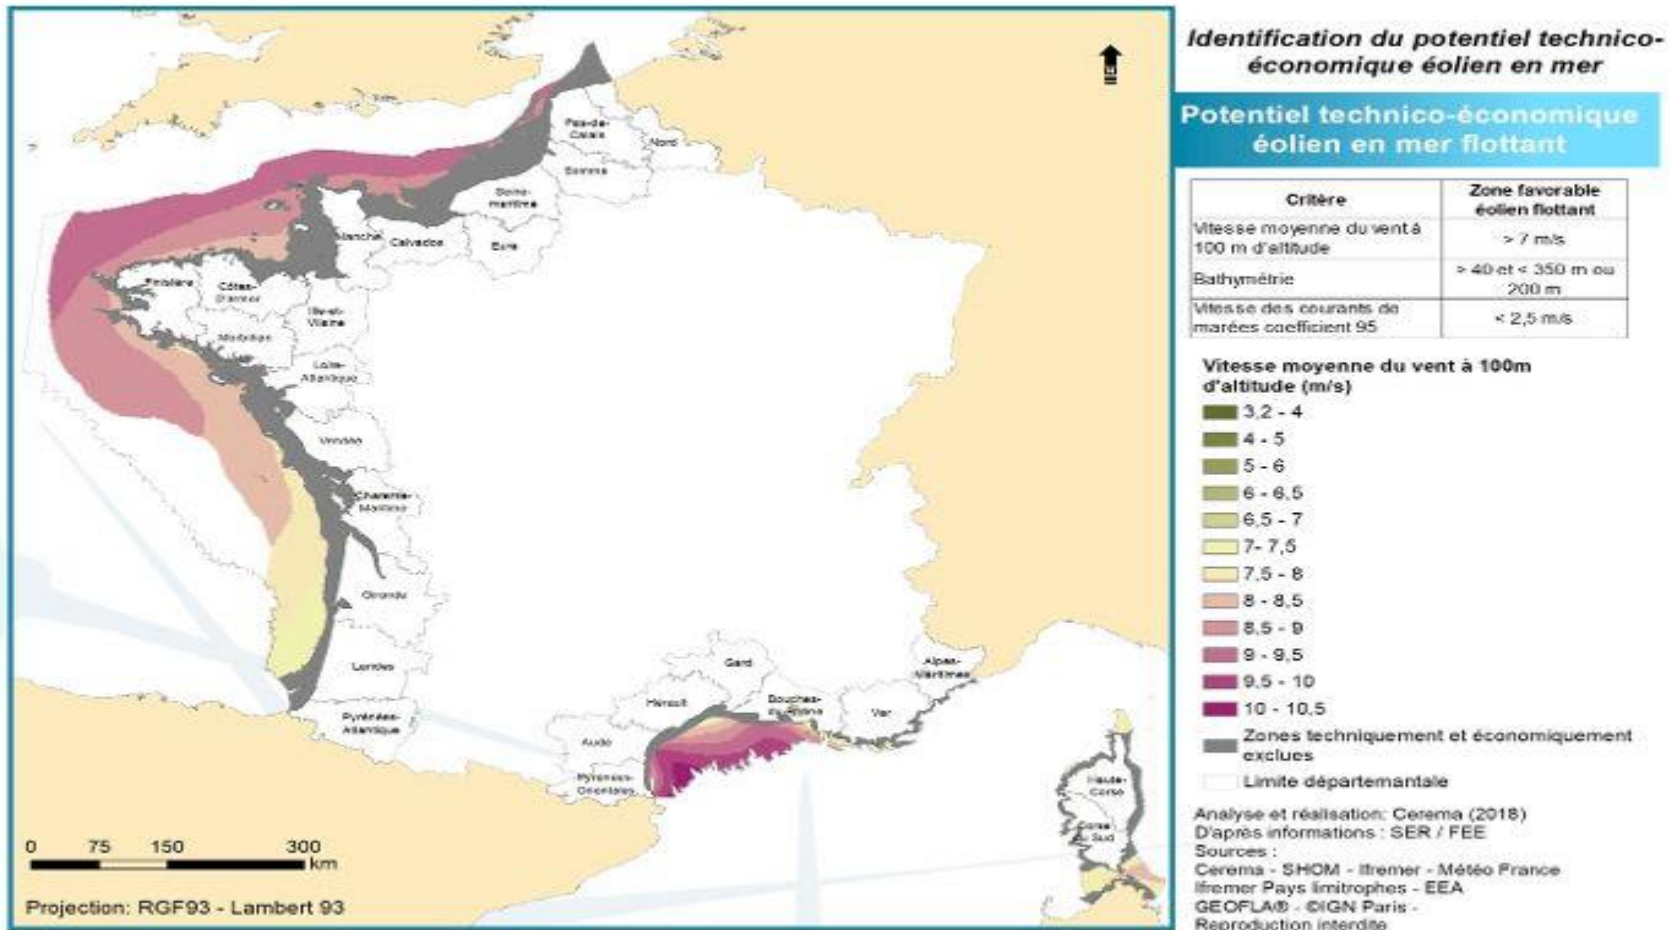 Identification du potentiel technico-
économique éolien en mer
Potentiel technico-économique
éolien en mer flottant
Critère
Zone favorable
éolien flottant
Vitesse moyenne du vent à
100 m d'altitude
> 7 m/s
Bathymétrie
> 40 et < 350 m ou
200 m
Vitesse des courants de
marées coefficient 95
< 2,5 m/s
Vitesse moyenne du vent à 100m
d'altitude (m/s)
3,2 - 4
4 - 5
5 - 6
6 - 6,5
6,5 - 7
7- 7,5
7,5 - 8
8 - 8,5
8,5 - 9
9 - 9,5
9,5 - 10
10 - 10,5
Zones techniquement et économiquement
exclues
Limite départemantale
Analyse et réalisation: Cerema (2018)
D'après informations : SER / FEE
Sources :
Cerema - SHOM - Ifremer - Météo France
Ifremer Pays limitrophes - EEA
GEOFLA® - ©IGN Paris -
Reproduction interdite
Pas-de-
Calais
Nord
Somme
Seine-
maritime
Eure
Calvados
Manche
Finistère
Côtes-
D'armor
Ille-et-
Vilaine
Morbihan
Loire-
Atlantique
Vendée
Charente-
Maritime
Gironde
Landes
Pyrénées-
Atlantique
Gard
Hérault
Bouches-
du-Rhône
Var
Alpes-
Maritimes
Aude
Pyrénées-
Orientales
Haute-
Corse
Corse
du Sud
0 75 150 300
km
Projection: RGF93 - Lambert 93